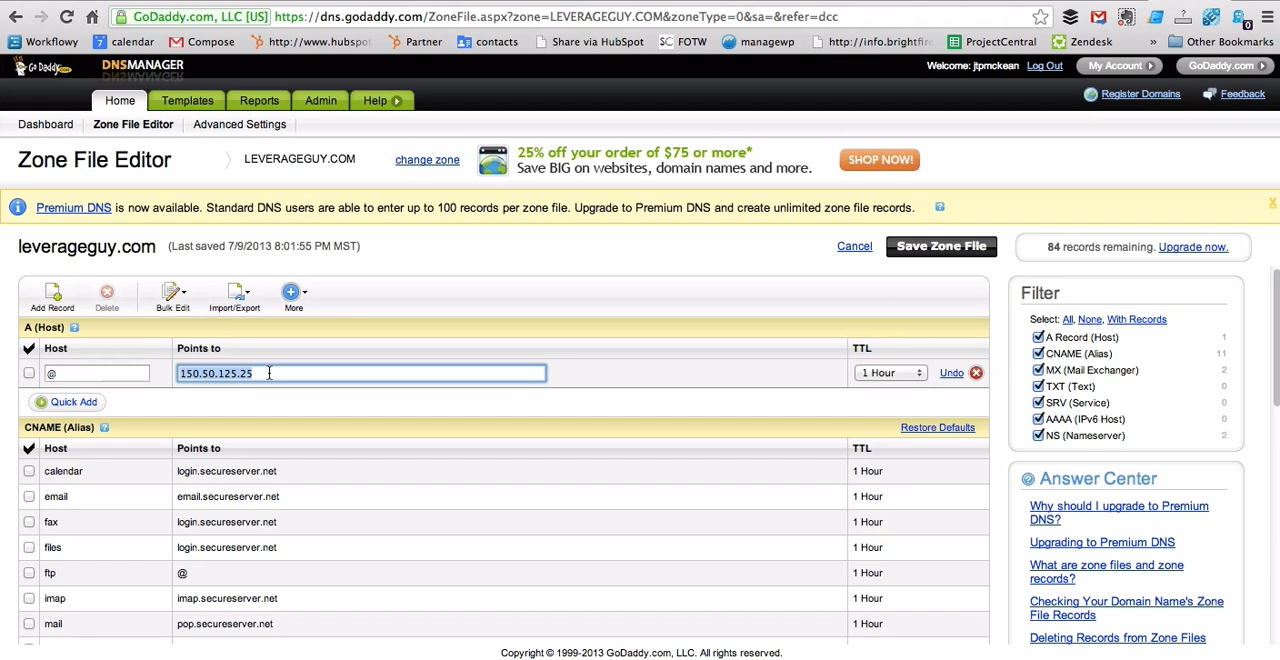 GoDaddy.com, LLC [US] https://dns.godaddy.com/ZoneFile.aspx?zone=LEVERAGEGUY.COM&zoneType=0&sa=&refer=dcc
Workflowy calendar Compose http://www.hubspot Partner contacts Share via HubSpot SC FOTW managewp http://info.brightfire ProjectCentral Zendesk » Other Bookmarks
Go Daddy.com DNSMANAGER Welcome: jtpmckean Log Out My Account GoDaddy.com
Home Templates Reports Admin Help Register Domains Feedback
Dashboard Zone File Editor Advanced Settings
Zone File Editor LEVERAGEGUY.COM change zone 25% off your order of $75 or more* SHOP NOW!
Save BIG on websites, domain names and more.
Premium DNS is now available. Standard DNS users are able to enter up to 100 records per zone file. Upgrade to Premium DNS and create unlimited zone file records. ? X
leverageguy.com (Last saved 7/9/2013 8:01:55 PM MST) Cancel Save Zone File 84 records remaining. Upgrade now.
Add Record Delete Bulk Edit Import/Export More
A (Host) ?
Host Points to TTL
@ 150.50.125.25 1 Hour Undo
Quick Add
CNAME (Alias) ? Restore Defaults
Host Points to TTL
calendar login.secureserver.net 1 Hour
email email.secureserver.net 1 Hour
fax login.secureserver.net 1 Hour
files login.secureserver.net 1 Hour
ftp @ 1 Hour
imap imap.secureserver.net 1 Hour
mail pop.secureserver.net 1 Hour
Filter
Select: All, None, With Records
A Record (Host) 1
CNAME (Alias) 11
MX (Mail Exchanger) 2
TXT (Text) 0
SRV (Service) 0
AAAA (IPv6 Host) 0
NS (Nameserver) 2
Answer Center
Why should I upgrade to Premium
DNS?
Upgrading to Premium DNS
What are zone files and zone
records?
Checking Your Domain Name's Zone
File Records
Deleting Records from Zone Files
Copyright © 1999-2013 GoDaddy.com, LLC. All rights reserved.